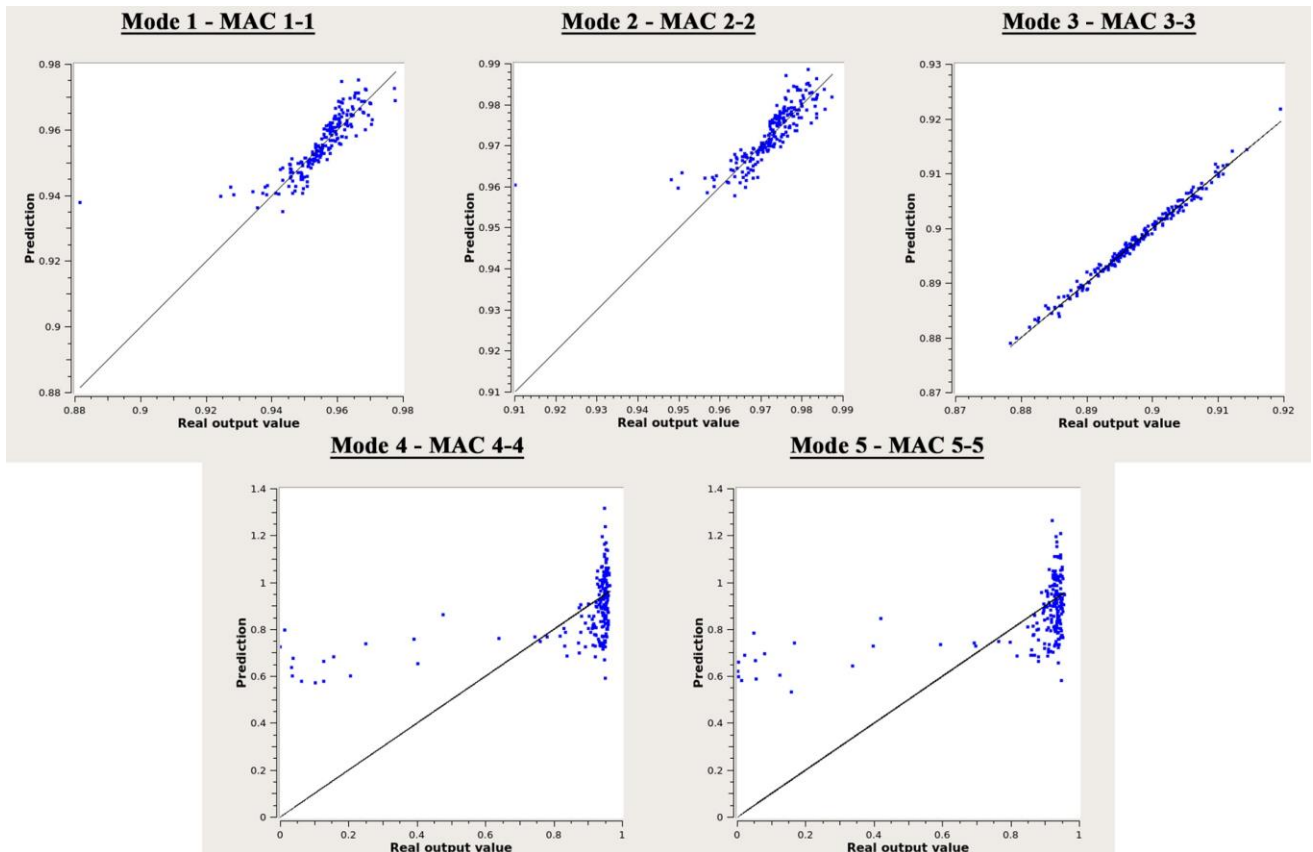 Mode 1 - MAC 1-1
Mode 2 - MAC 2-2
Mode 3 - MAC 3-3
0.98
0.96
0.94
0.92
0.9
0.88
Prediction
0.88 0.9 0.92 0.94 0.96 0.98
Real output value
0.99
0.98
0.97
0.96
0.95
0.94
0.93
0.92
0.91
Prediction
0.91 0.92 0.93 0.94 0.95 0.96 0.97 0.98 0.99
Real output value
0.93
0.92
0.91
0.9
0.89
0.88
0.87
Prediction
0.87 0.88 0.89 0.9 0.91 0.92
Real output value
Mode 4 - MAC 4-4
Mode 5 - MAC 5-5
1.4
1.2
1
0.8
0.6
0.4
0.2
0
Prediction
0 0.2 0.4 0.6 0.8 1
Real output value
1.4
1.2
1
0.8
0.6
0.4
0.2
0
Prediction
0 0.2 0.4 0.6 0.8 1
Real output value